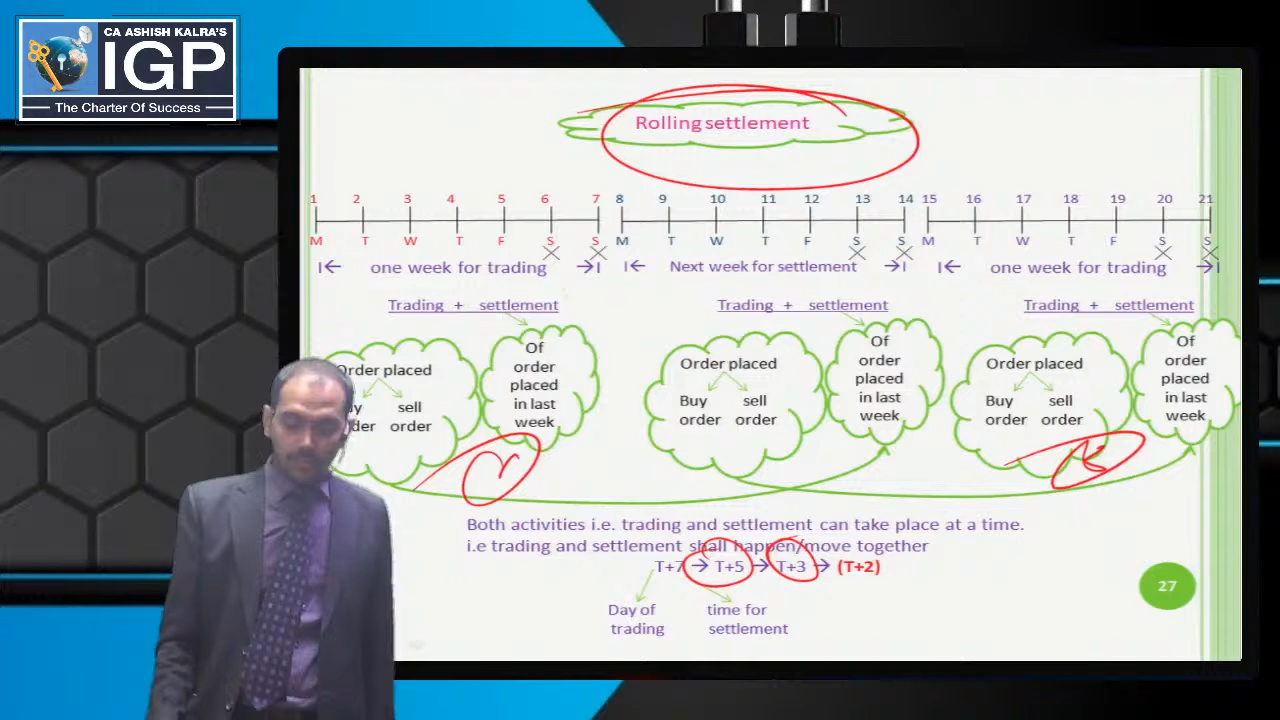 CA ASHISH KALRA'S
IGP
The Charter Of Success
Rolling settlement
1 2 3 4 5 6 7 8 9 10 11 12 13 14 15 16 17 18 19 20 21
M T W T F S S M T W T F S S M T W T F S S
one week for trading Next week for settlement one week for trading
Trading + settlement Trading + settlement Trading + settlement
Order placed
sell
order
Of
order
placed
in last
week
Order placed
Buy sell
order order
Of
order
placed
in last
week
Order placed
Buy sell
order order
Of
order
placed
in last
week
Both activities i.e. trading and settlement can take place at a time.
i.e trading and settlement shall happen/move together
T+7 → T+5 → T+3 → (T+2)
Day of time for
trading settlement
27